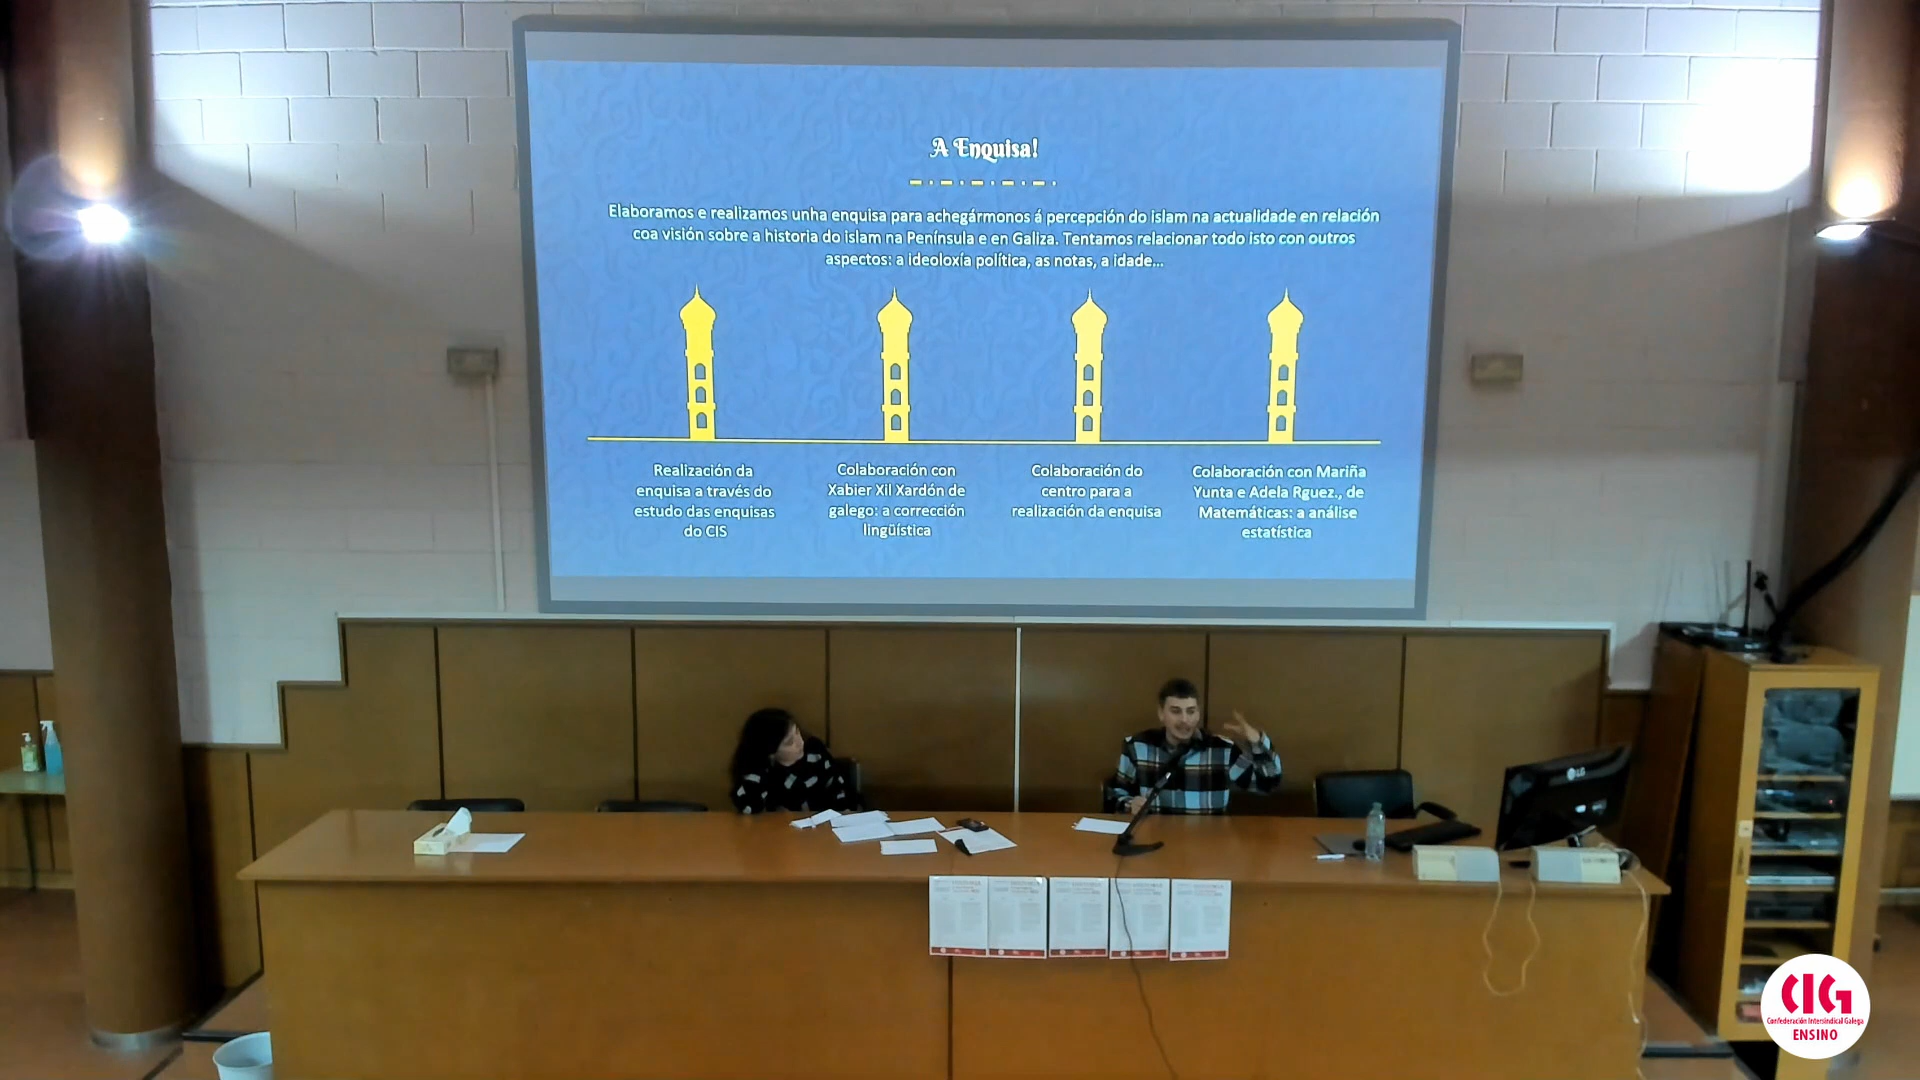 A Enquisa!
Elaboramos e realizamos unha enquisa para achegármonos á percepción do islam na actualidade en relación
coa visión sobre a historia do islam na Península e en Galiza. Tentamos relacionar todo isto con outros
aspectos: a ideoloxía política, as notas, a idade...
Realización da
enquisa a través do
estudo das enquisas
do CIS
Colaboración con
Xabier Xil Xardón de
galego: a corrección
lingüística
Colaboración do
centro para a
realización da enquisa
Colaboración con Mariña
Yunta e Adela Rguez., de
Matemáticas: a análise
estatística
LG
CIG
Confederación Intersindical Galega
ENSINO